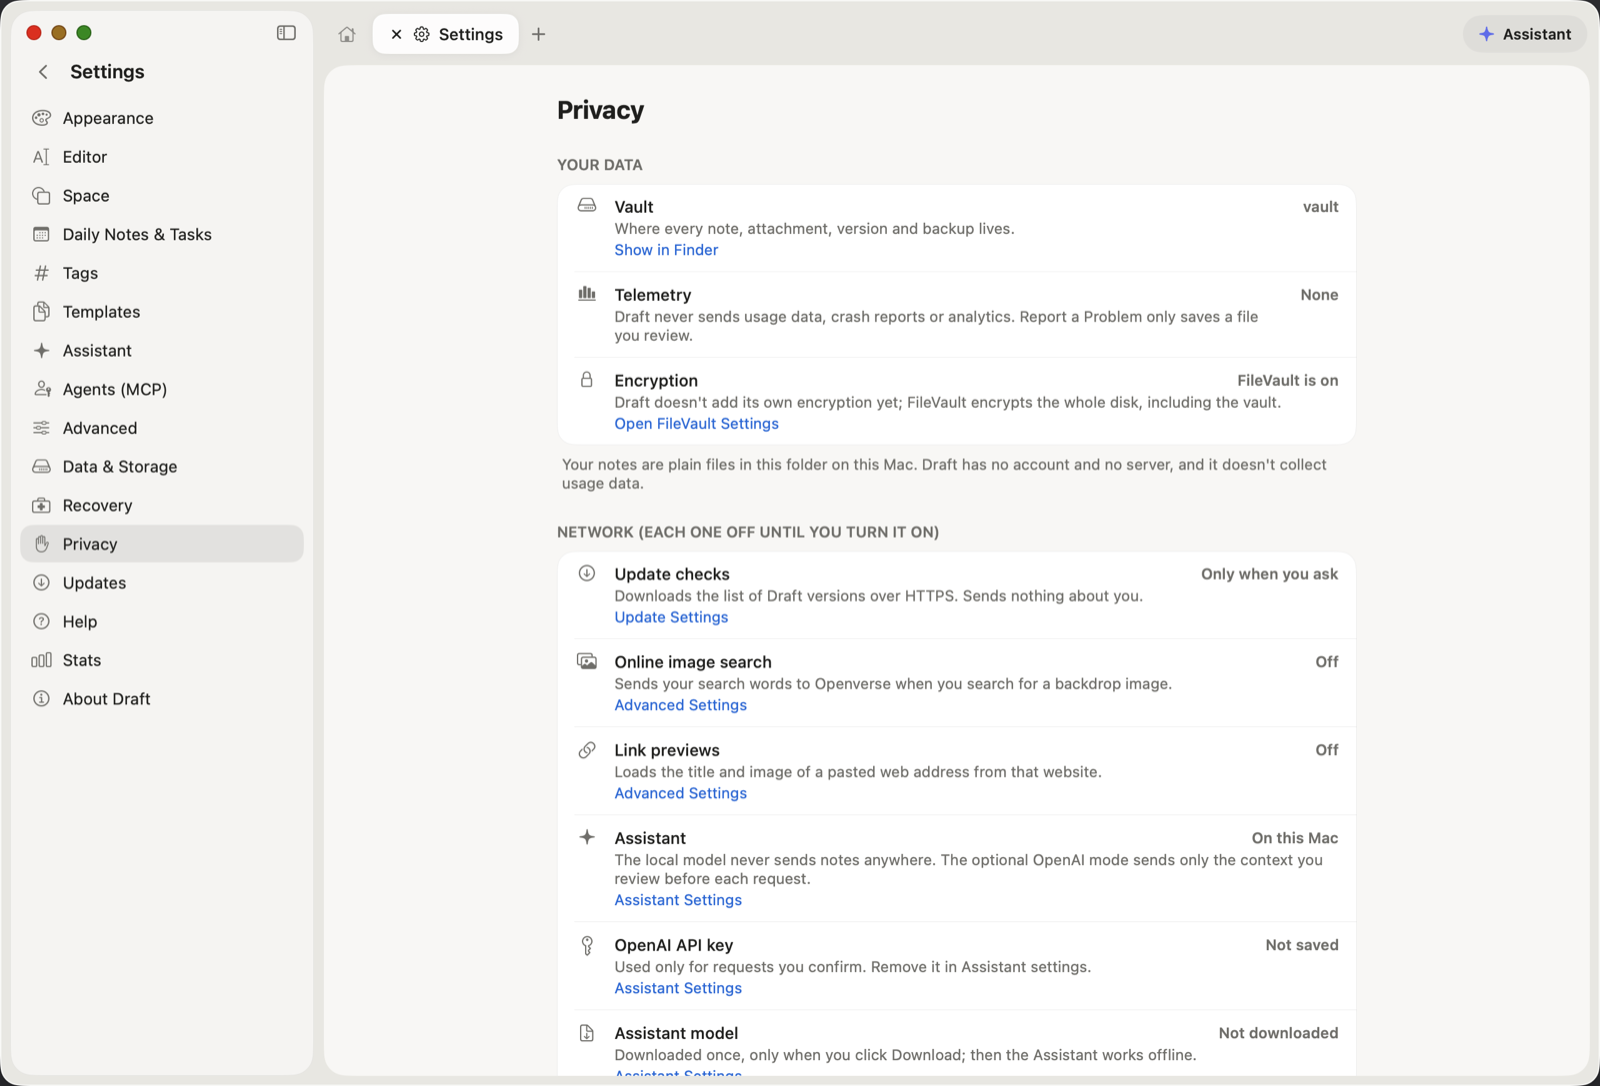 Settings
Assistant
Settings
Appearance
Editor
Space
Daily Notes & Tasks
Tags
Templates
Assistant
Agents (MCP)
Advanced
Data & Storage
Recovery
Privacy
Updates
Help
Stats
About Draft
Privacy
YOUR DATA
Vault
vault
Where every note, attachment, version and backup lives.
Show in Finder
Telemetry
None
Draft never sends usage data, crash reports or analytics. Report a Problem only saves a file
you review.
Encryption
FileVault is on
Draft doesn't add its own encryption yet; FileVault encrypts the whole disk, including the vault.
Open FileVault Settings
Your notes are plain files in this folder on this Mac. Draft has no account and no server, and it doesn't collect
usage data.
NETWORK (EACH ONE OFF UNTIL YOU TURN IT ON)
Update checks
Only when you ask
Downloads the list of Draft versions over HTTPS. Sends nothing about you.
Update Settings
Online image search
Off
Sends your search words to Openverse when you search for a backdrop image.
Advanced Settings
Link previews
Off
Loads the title and image of a pasted web address from that website.
Advanced Settings
Assistant
On this Mac
The local model never sends notes anywhere. The optional OpenAI mode sends only the context you
review before each request.
Assistant Settings
OpenAI API key
Not saved
Used only for requests you confirm. Remove it in Assistant settings.
Assistant Settings
Assistant model
Not downloaded
Downloaded once, only when you click Download; then the Assistant works offline.
Assistant Settings